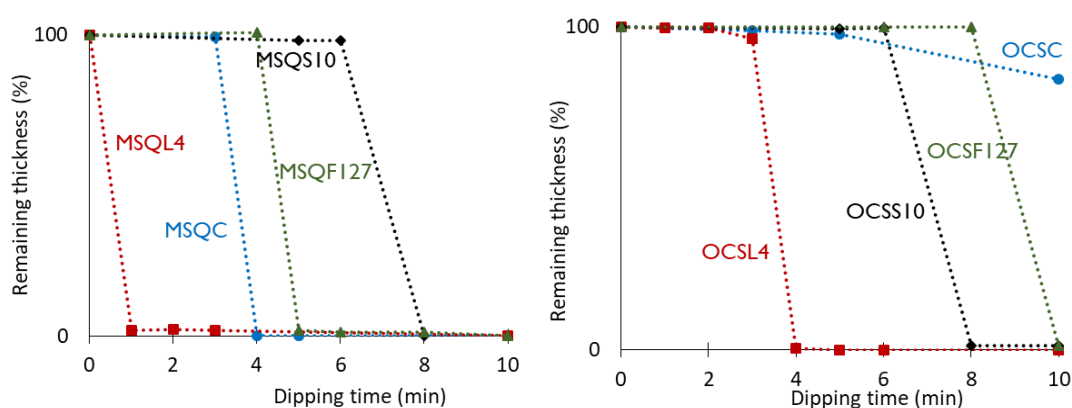 Remaining thickness (%)
100
0
MSQL4
MSQC
MSQS10
MSQF127
0 2 4 6 8 10
Dipping time (min)
Remaining thickness (%)
100
0
OCSC
OCSF127
OCSS10
OCSL4
0 2 4 6 8 10
Dipping time (min)